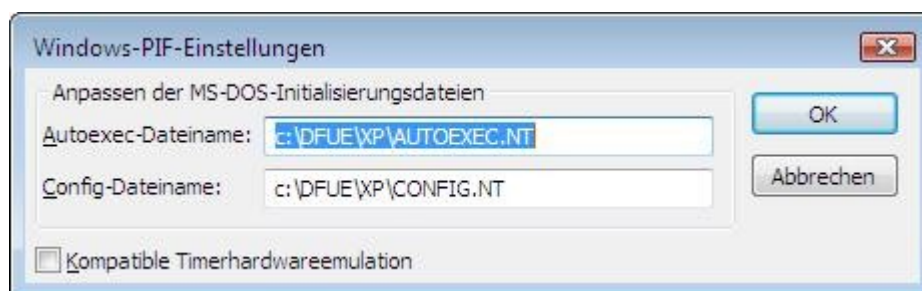 Windows-PIF-Einstellungen
Anpassen der MS-DOS-Initialisierungsdateien
Autoexec-Dateiname: c:\DFUE\XP\AUTOEXEC.NT
OK
Config-Dateiname: c:\DFUE\XP\CONFIG.NT
Abbrechen
Kompatible Timerhardwareemulation